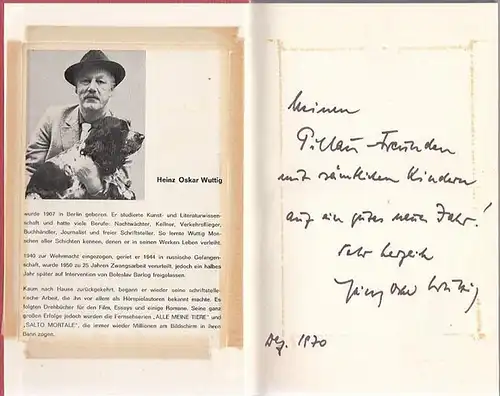 Heinz Oskar Wuttig
wurde 1907 in Berlin geboren. Er studierte Kunst- und Literaturwissen-
schaft und hatte viele Berufe: Nachtwächter, Kellner, Verkehrsflieger,
Buchhändler, Journalist und freier Schriftsteller. So lernte Wuttig Men-
schen aller Schichten kennen, denen er in seinen Werken Leben verleiht.
1940 zur Wehrmacht eingezogen, geriet er 1944 in russische Gefangen-
schaft, wurde 1950 zu 25 Jahren Zwangsarbeit verurteilt, jedoch ein halbes
Jahr später auf Intervention von Boleslav Barlog freigelassen.
Kaum nach Hause zurückgekehrt, begann er wieder seine schriftstelle-
rische Arbeit, die ihn vor allem als Hörspielautoren bekannt machte. Es
folgten Drehbücher für den Film, Essays und einige Romane. Seine ganz
großen Erfolge jedoch wurden die Fernsehserien „ALLE MEINE TIERE" und
„SALTO MORTALE", die immer wieder Millionen am Bildschirm in ihren
Bann zogen.
Meinen
Pillau-Freunden
mit sämtlichen Kindern
auf ein gutes neues Jahr!
Sehr herzlich
Heinz Oskar Wuttig
Dez. 1970